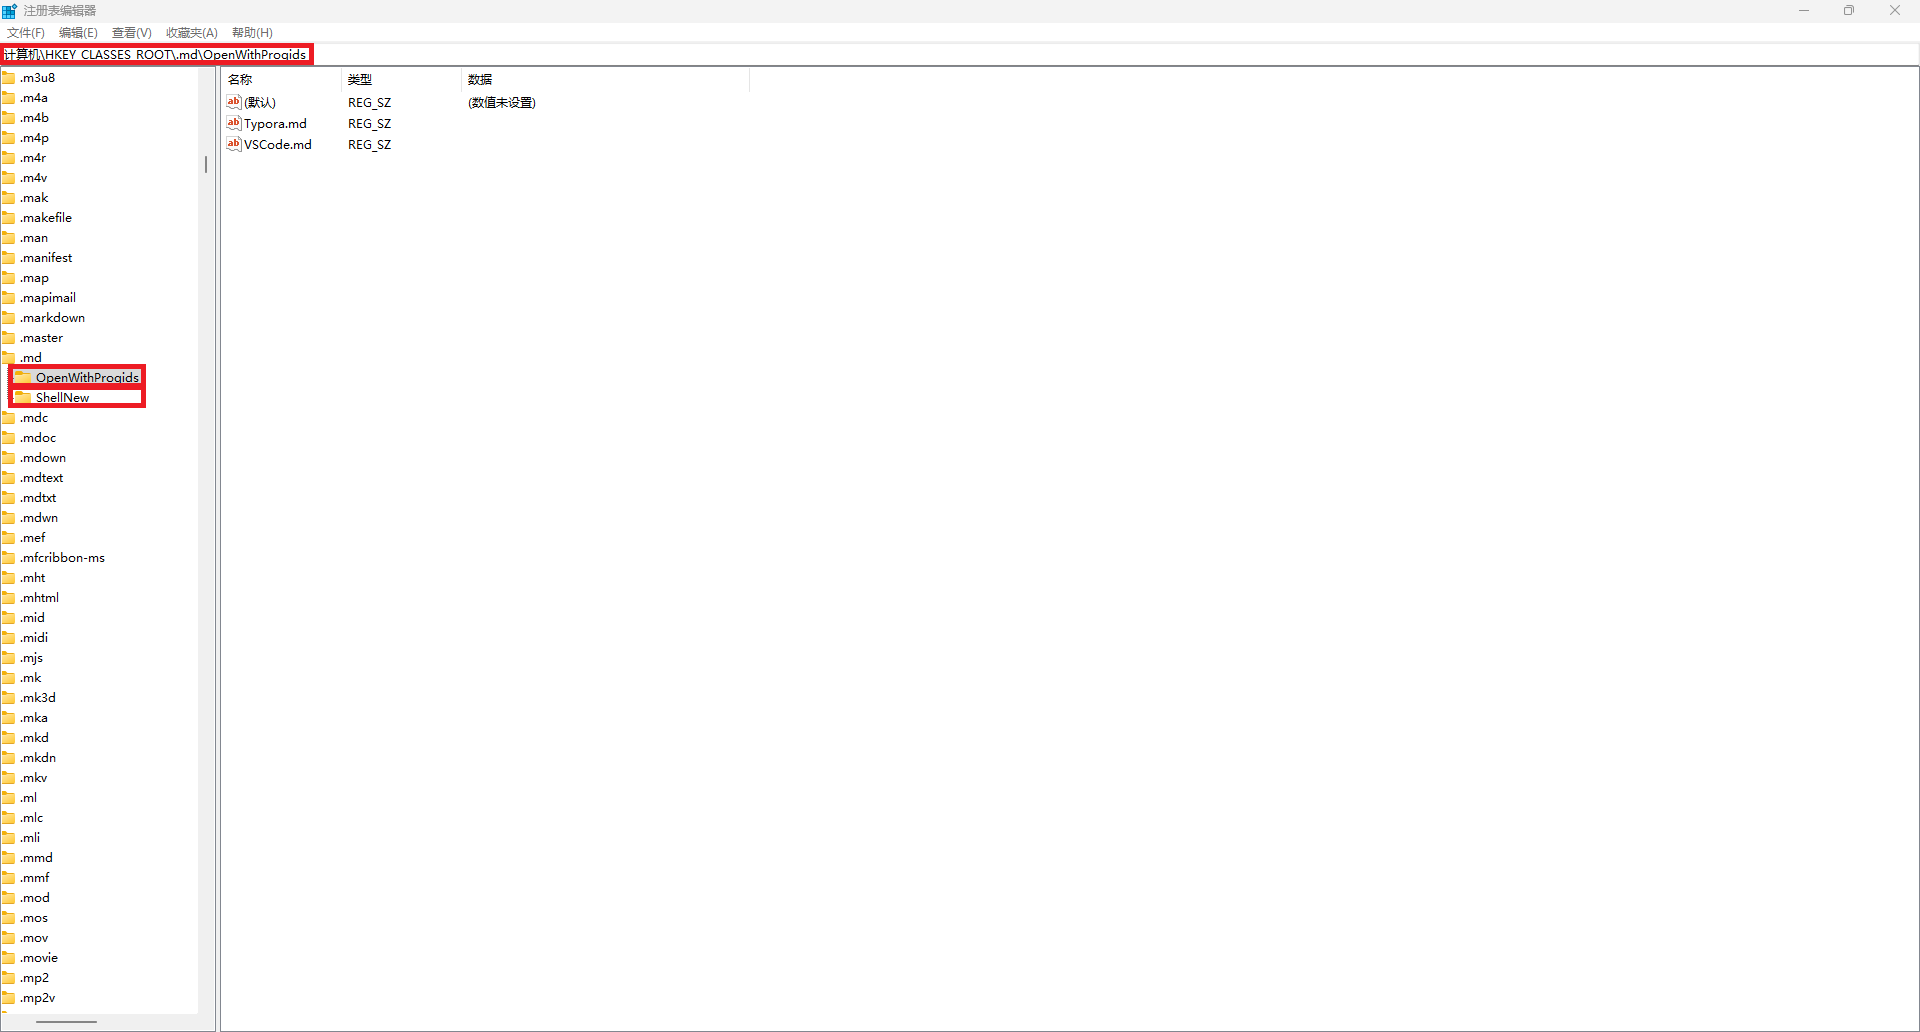 注册表编辑器
文件(F) 编辑(E) 查看(V) 收藏夹(A) 帮助(H)
计算机\HKEY_CLASSES_ROOT\.md\OpenWithProgids
名称 类型 数据
(默认) REG_SZ (数值未设置)
Typora.md REG_SZ
VSCode.md REG_SZ
.m3u8
.m4a
.m4b
.m4p
.m4r
.m4v
.mak
.makefile
.man
.manifest
.map
.mapimail
.markdown
.master
.md
OpenWithProgids
ShellNew
.mdc
.mdoc
.mdown
.mdtext
.mdtxt
.mdwn
.mef
.mfcribbon-ms
.mht
.mhtml
.mid
.midi
.mjs
.mk
.mk3d
.mka
.mkd
.mkdn
.mkv
.ml
.mlc
.mli
.mmd
.mmf
.mod
.mos
.mov
.movie
.mp2
.mp2v